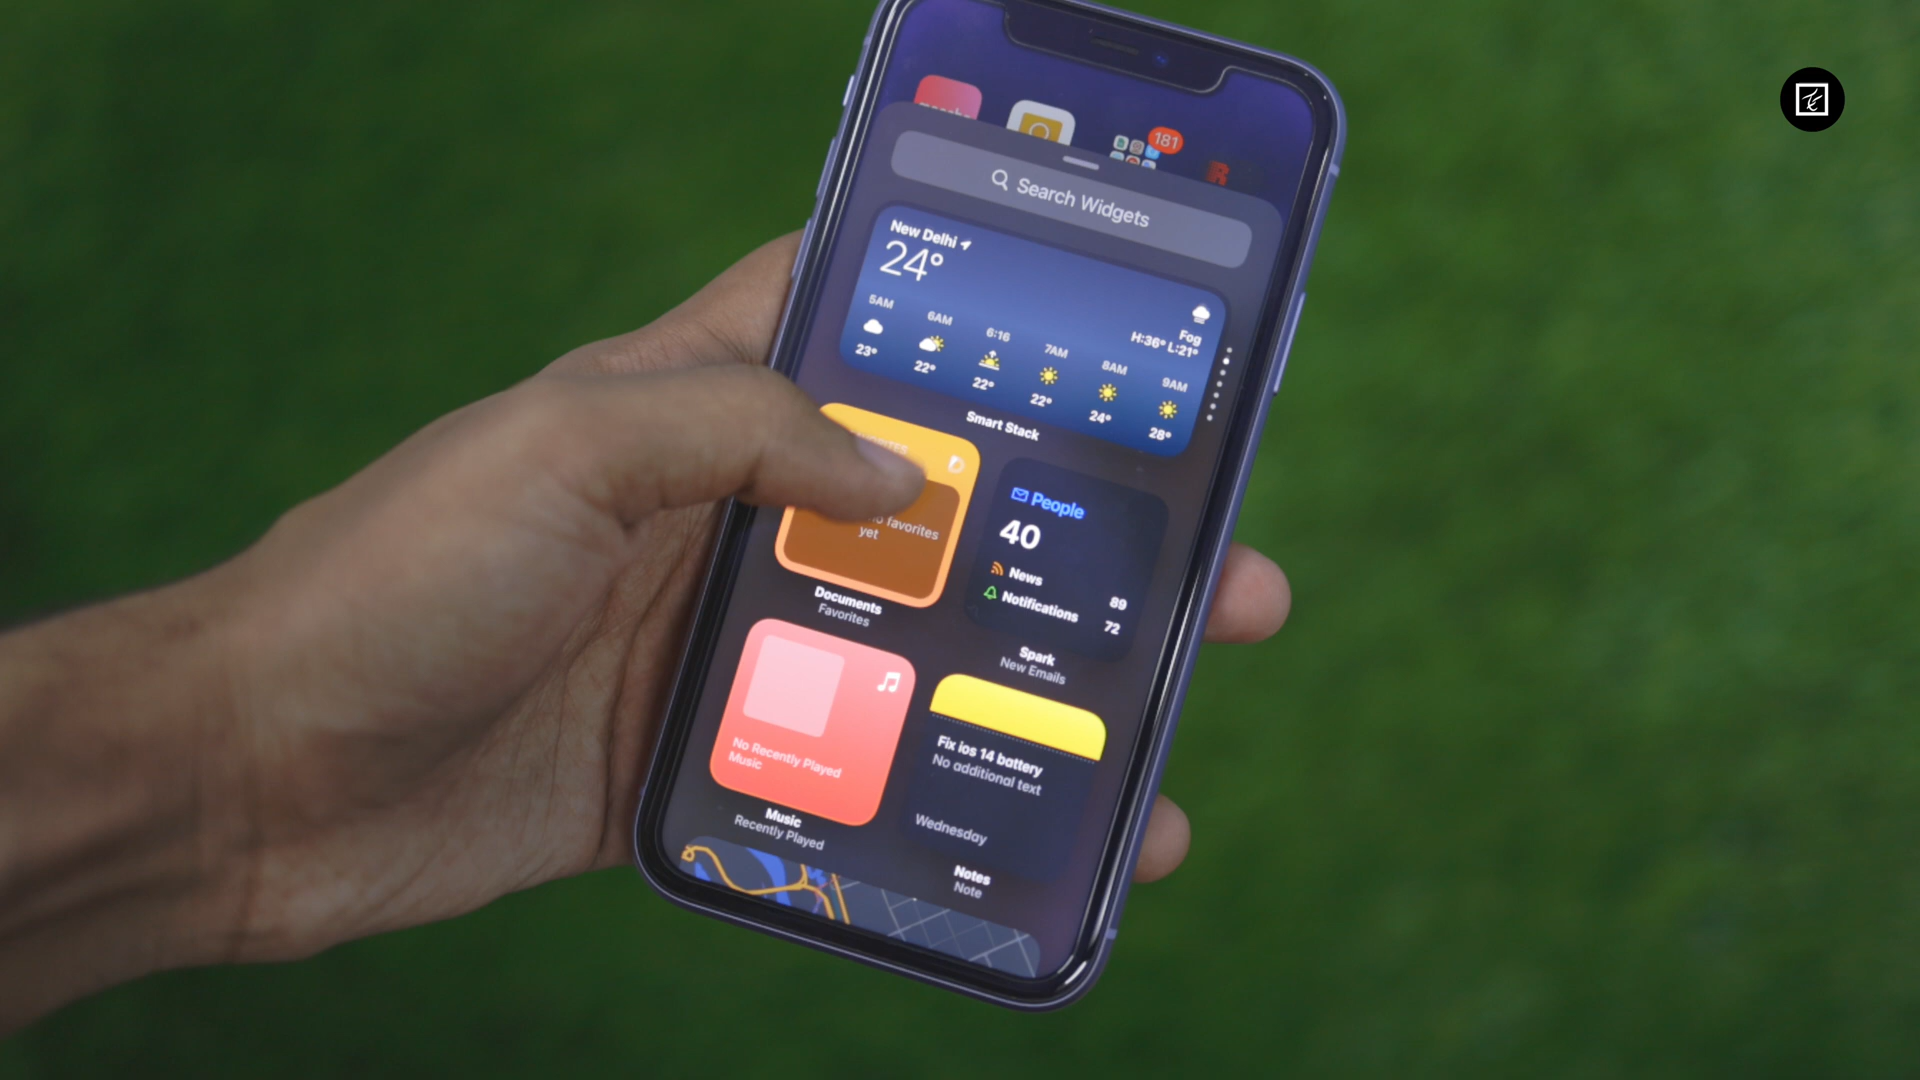 181
Search Widgets
New Delhi
24°
Fog
H:36° L:21°
5AM
6AM
6:16
7AM
8AM
9AM
23°
22°
22°
22°
24°
28°
Smart Stack
favorites
yet
Documents
Favorites
People
40
News 89
Notifications 72
Spark
New Emails
No Recently Played
Music
Music
Recently Played
Fix ios 14 battery
No additional text
Wednesday
Notes
Note